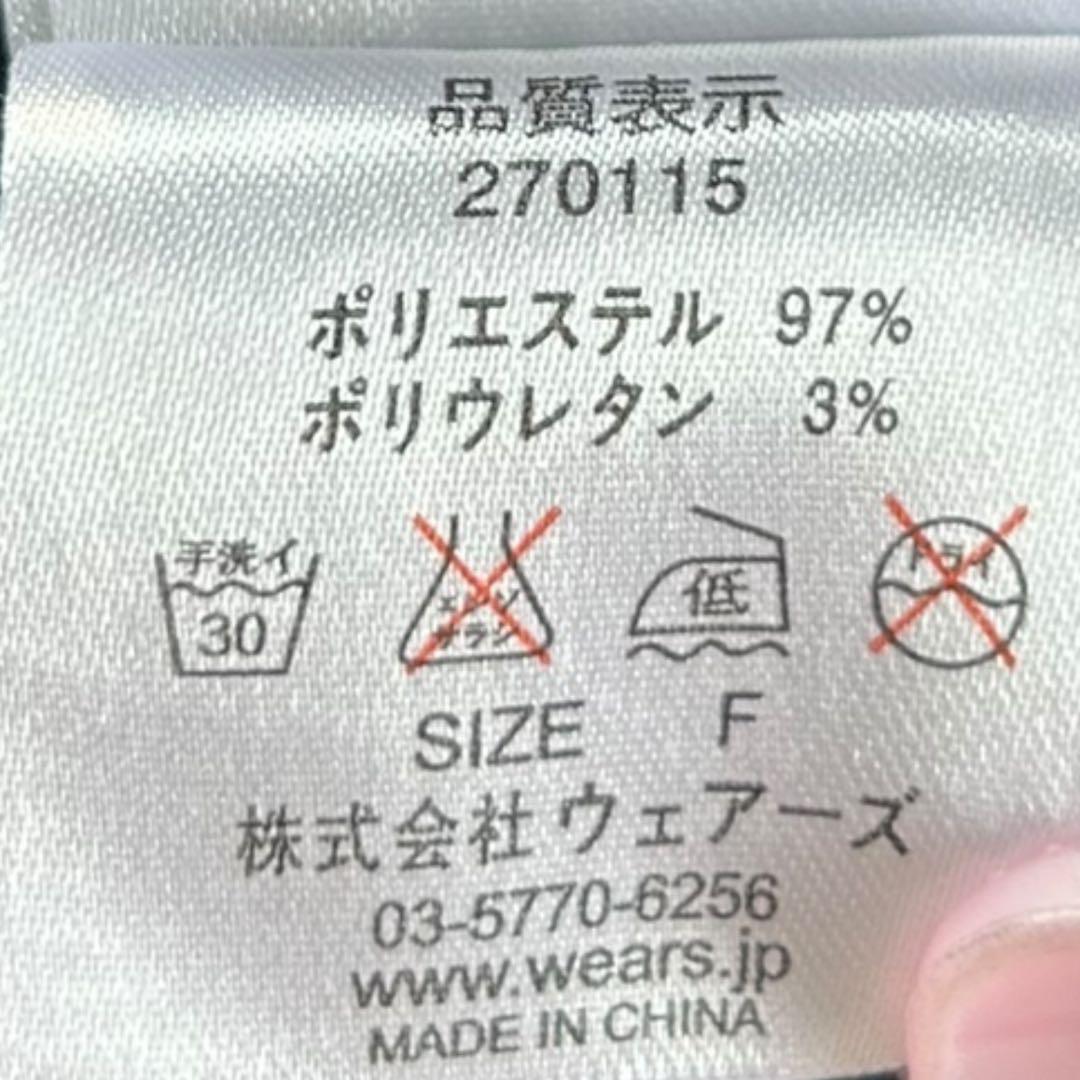 品質表示
270115
ポリエステル 97%
ポリウレタン 3%
手洗イ
30
エンソ
サラシ
低
ドライ
SIZE F
株式会社ウェアーズ
03-5770-6256
www.wears.jp
MADE IN CHINA